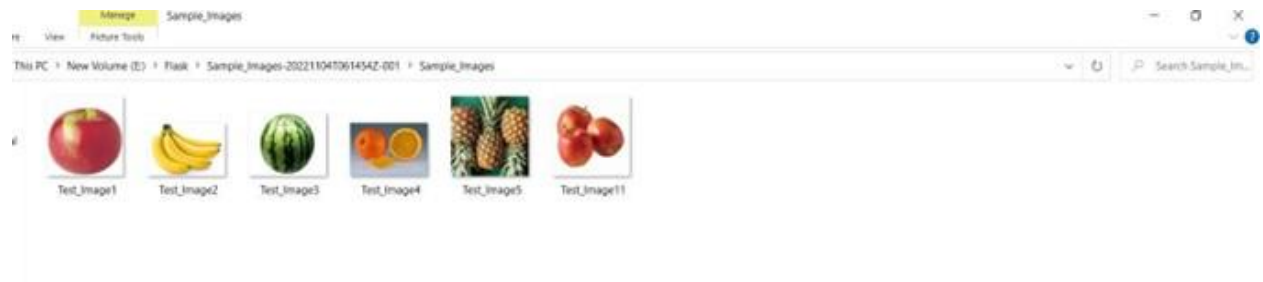 Manage Sample_Images
View Picture Tools
This PC > New Volume (E:) > Flask > Sample_Images-20221104T061454Z-001 > Sample_Images
Search Sample_Im...
Test_Image1 Test_Image2 Test_Image3 Test_Image4 Test_Image5 Test_Image11